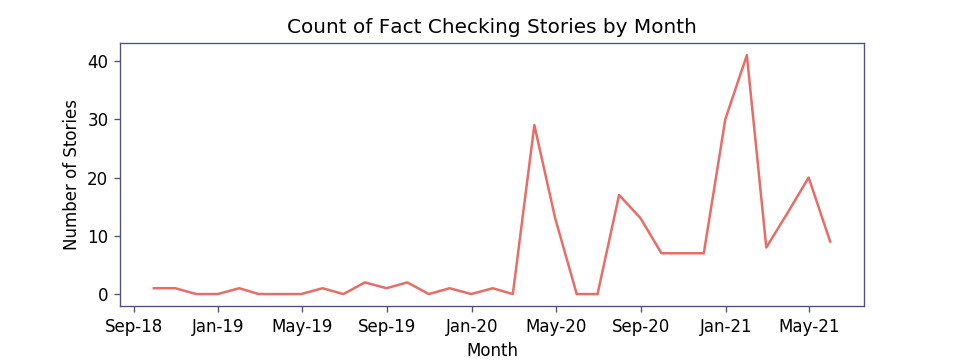 Count of Fact Checking Stories by Month
Number of Stories
40
30
20
10
0
Sep-18 Jan-19 May-19 Sep-19 Jan-20 May-20 Sep-20 Jan-21 May-21
Month